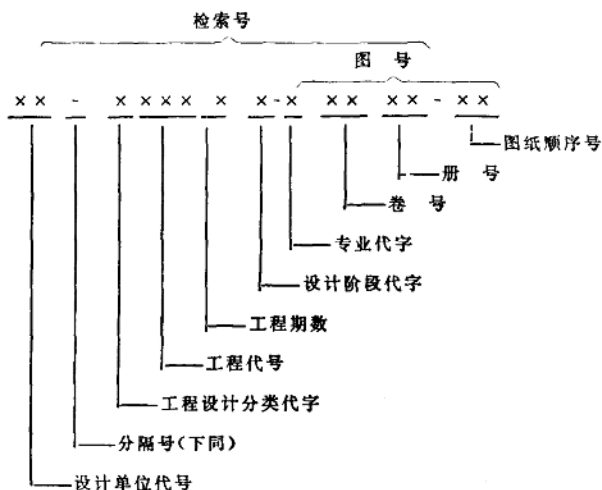 检索号
图 号
×× - × ××× × ×-× ×× ×× - ××
图纸顺序号
册 号
卷 号
专业代字
设计阶段代字
工程期数
工程代号
工程设计分类代字
分隔号(下同)
设计单位代号